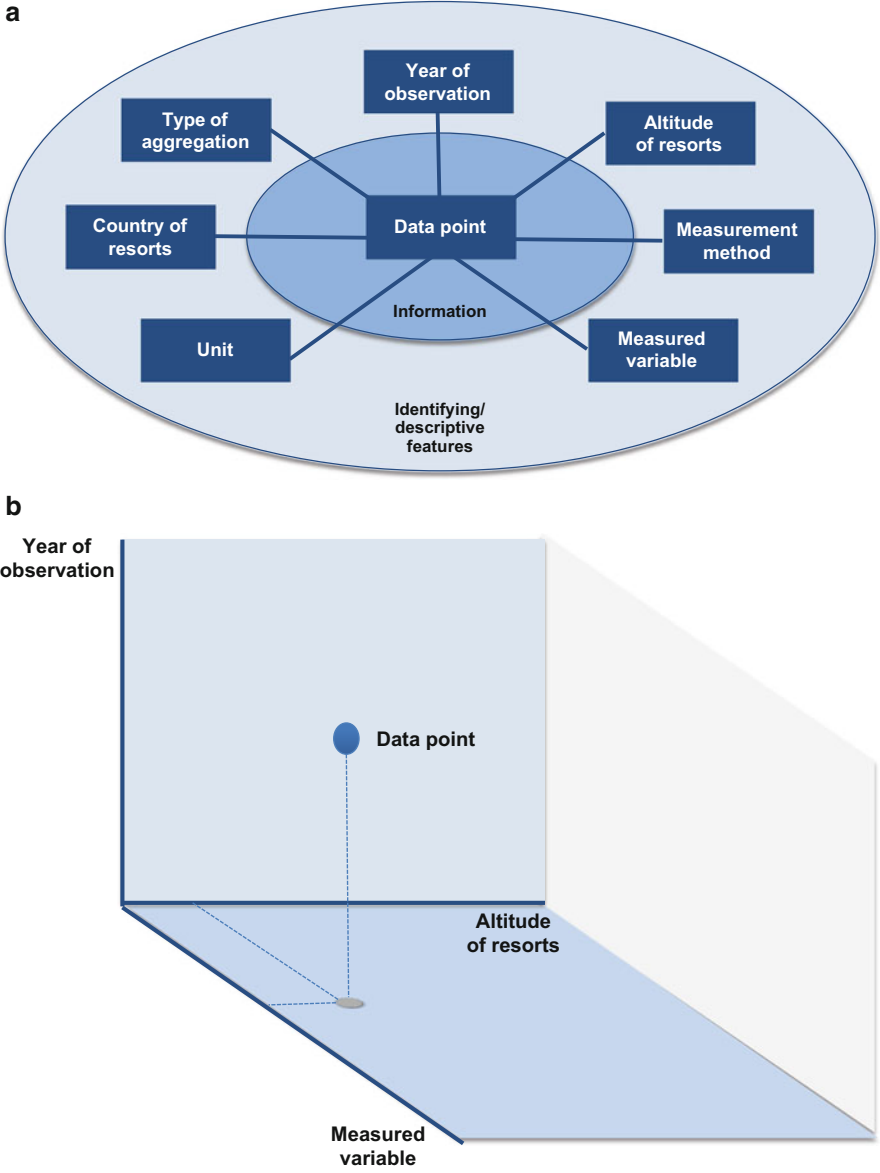 a
Year of
observation
Type of
aggregation
Altitude
of resorts
Country of
resorts
Data point
Measurement
method
Information
Unit
Measured
variable
Identifying/
descriptive
features
b
Year of
observation
Data point
Altitude
of resorts
Measured
variable